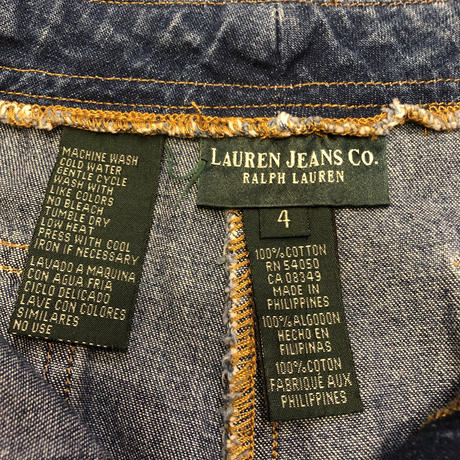 MACHINE WASH
COLD WATER
GENTLE CYCLE
WASH WITH
LIKE COLORS
NO BLEACH
TUMBLE DRY
LOW HEAT
PRESS WITH COOL
IRON IF NECESSARY
LAVADO A MAQUINA
CON AGUA FRIA
CICLO DELICADO
LAVE CON COLORES
SIMILARES
NO USE
LAUREN JEANS CO.
RALPH LAUREN
4
100% COTTON
RN 54050
CA 08349
MADE IN
PHILIPPINES
100% ALGODON
HECHO EN
FILIPINAS
100% COTON
FABRIQUÉ AUX
PHILIPPINES